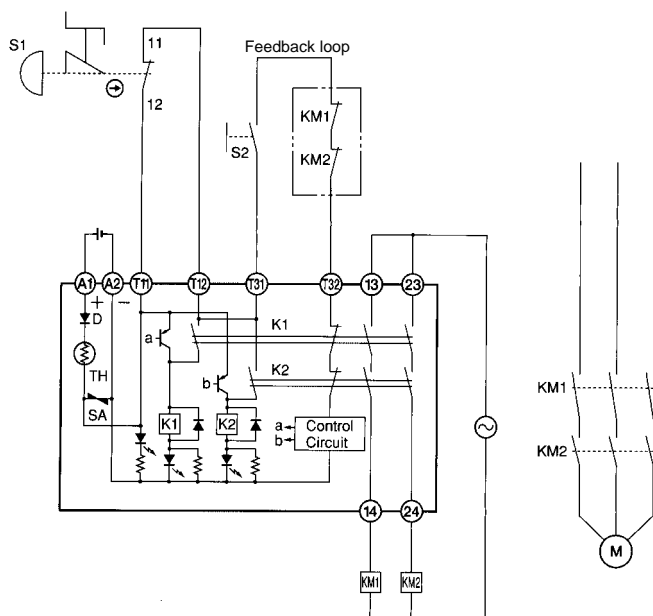 Feedback loop
S1
11
12
KM1
S2
KM2
A1 A2 T11 T12 T31 T32 13 23
+ −
D
a
K1
TH
b
K2
KM1
SA
K1 K2
a
b
Control
Circuit
KM2
14 24
M
KM1 KM2